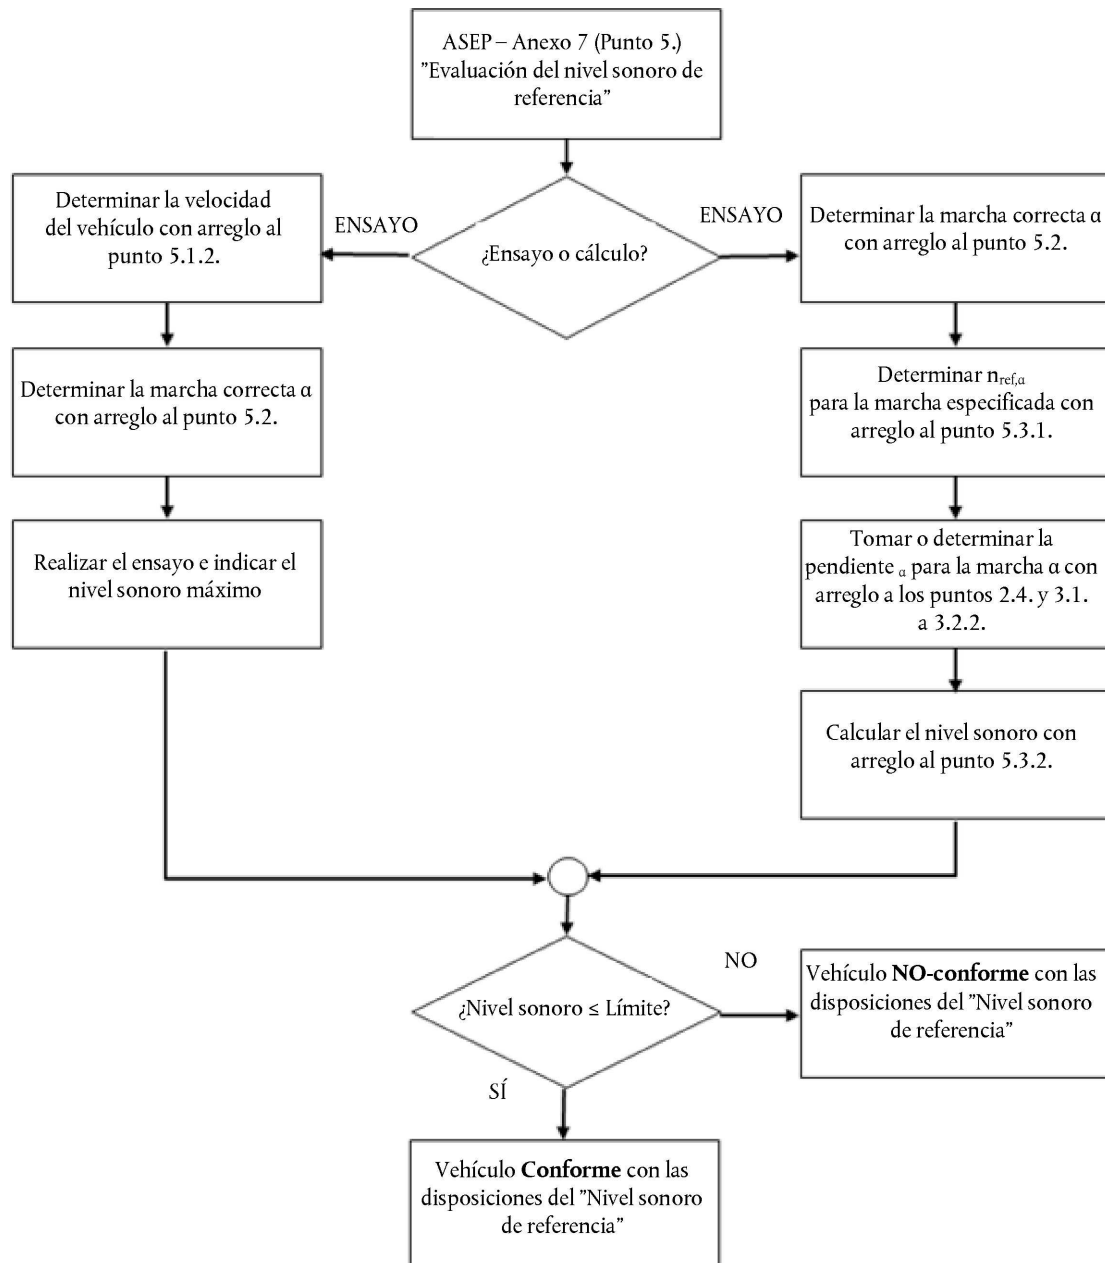 ASEP – Anexo 7 (Punto 5.)
”Evaluación del nivel sonoro de
referencia”
¿Ensayo o cálculo?
ENSAYO
Determinar la velocidad
del vehículo con arreglo al
punto 5.1.2.
Determinar la marcha correcta α
con arreglo al punto 5.2.
Realizar el ensayo e indicar el
nivel sonoro máximo
ENSAYO
Determinar la marcha correcta α
con arreglo al punto 5.2.
Determinar nref,α
para la marcha especificada con
arreglo al punto 5.3.1.
Tomar o determinar la
pendiente α para la marcha α con
arreglo a los puntos 2.4. y 3.1.
a 3.2.2.
Calcular el nivel sonoro con
arreglo al punto 5.3.2.
¿Nivel sonoro ≤ Límite?
NO
Vehículo NO-conforme con las
disposiciones del ”Nivel sonoro
de referencia”
SÍ
Vehículo Conforme con las
disposiciones del ”Nivel sonoro
de referencia”